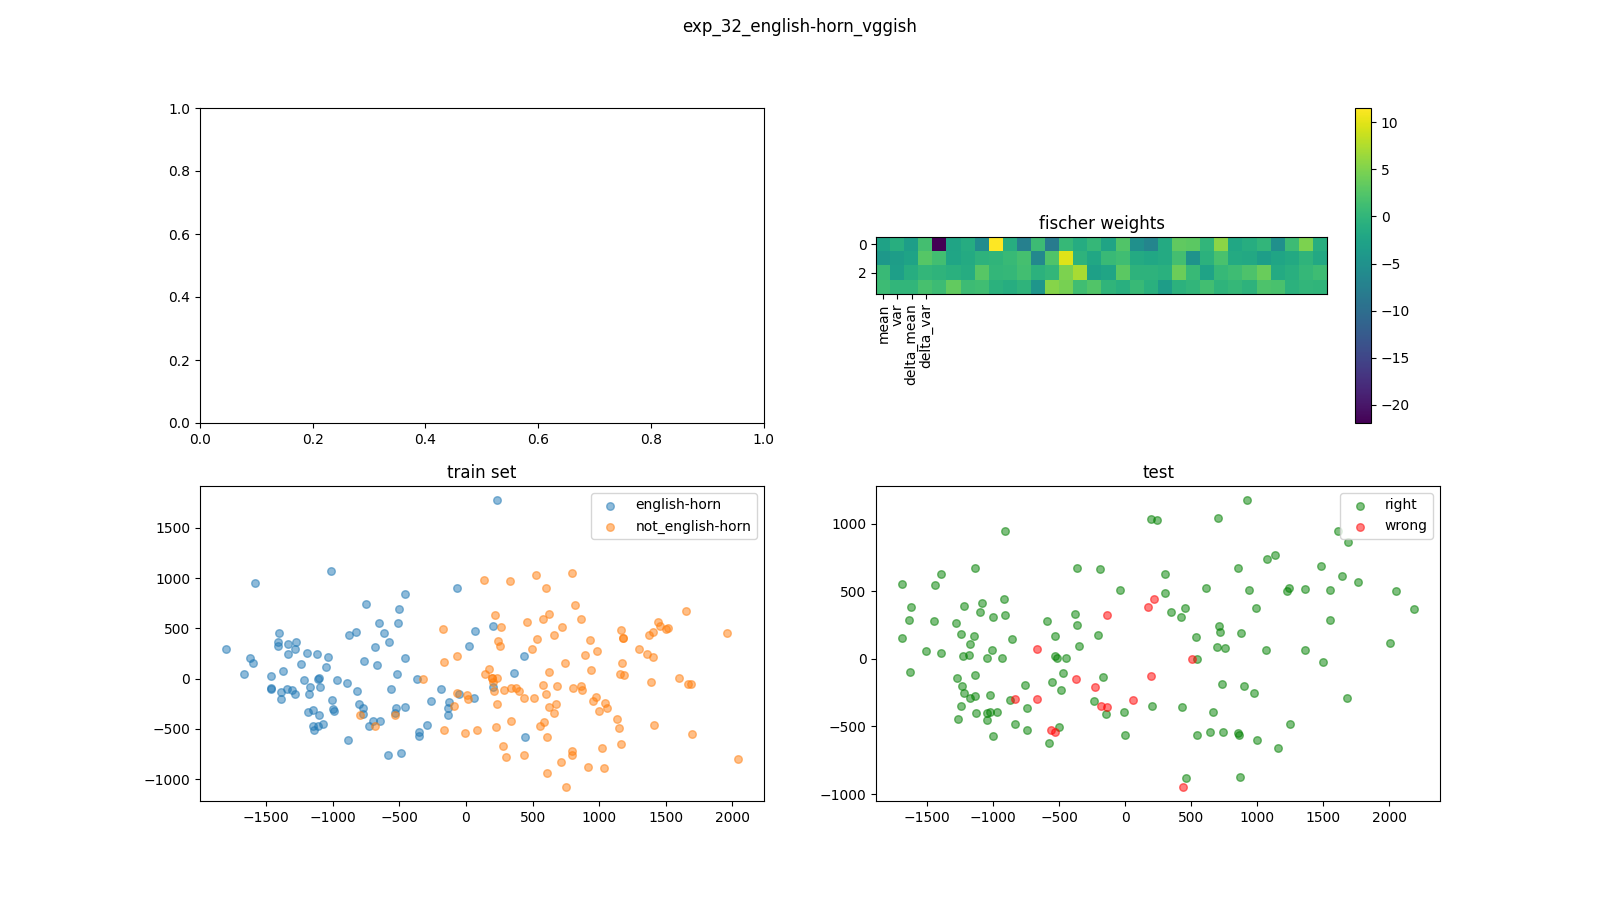 exp_32_english-horn_vggish
1.0
0.8
0.6
0.4
0.2
0.0
0.0 0.2 0.4 0.6 0.8 1.0
fischer weights
0
2
mean
var
delta_mean
delta_var
10
5
0
−5
−10
−15
−20
train set
english-horn
not_english-horn
1500
1000
500
0
−500
−1000
−1500 −1000 −500 0 500 1000 1500 2000
test
right
wrong
1000
500
0
−500
−1000
−1500 −1000 −500 0 500 1000 1500 2000